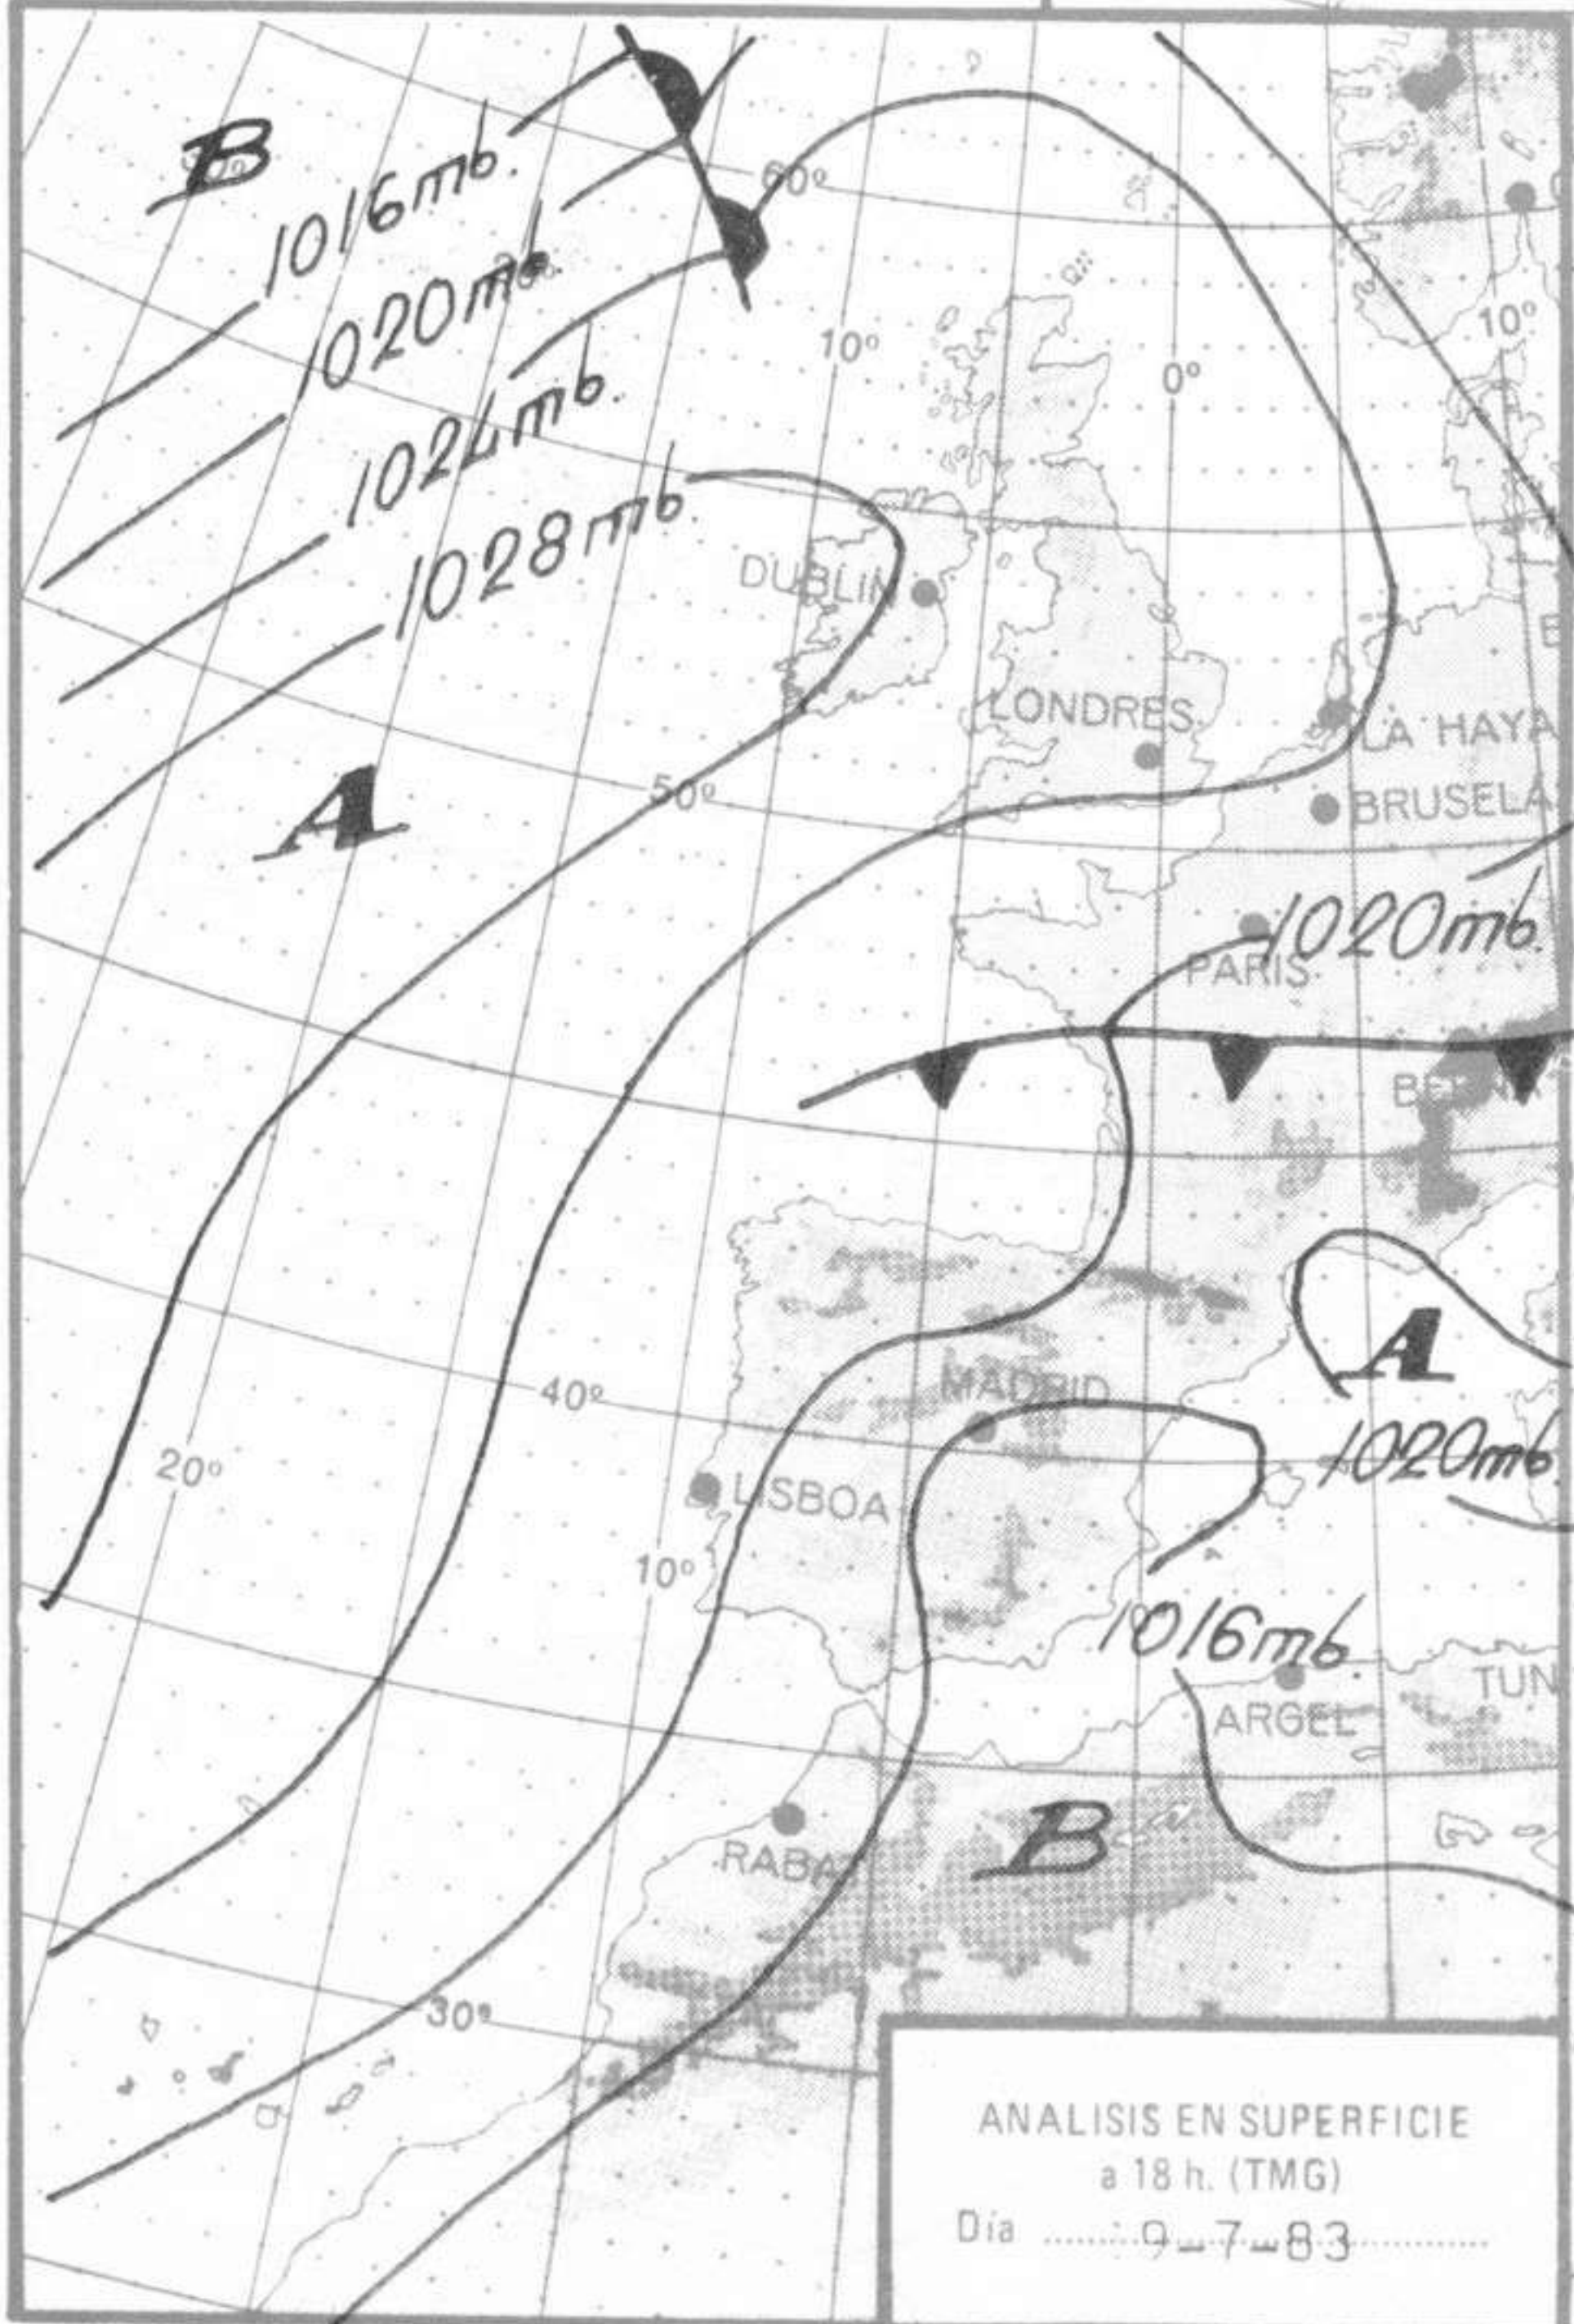 B
1016mb.
60º
1020mb.
10º
10º
0º
1024mb.
1028mb
DUBLIN
LONDRES
LA HAYA
A
50º
BRUSELA
1020mb.
PARIS
A
MADRID
40º
1020mb.
20º
LISBOA
10º
1016mb.
ARGEL
TUN
B
RABA
30º
ANALISIS EN SUPERFICIE
a 18 h. (TMG)
Día 9-7-83